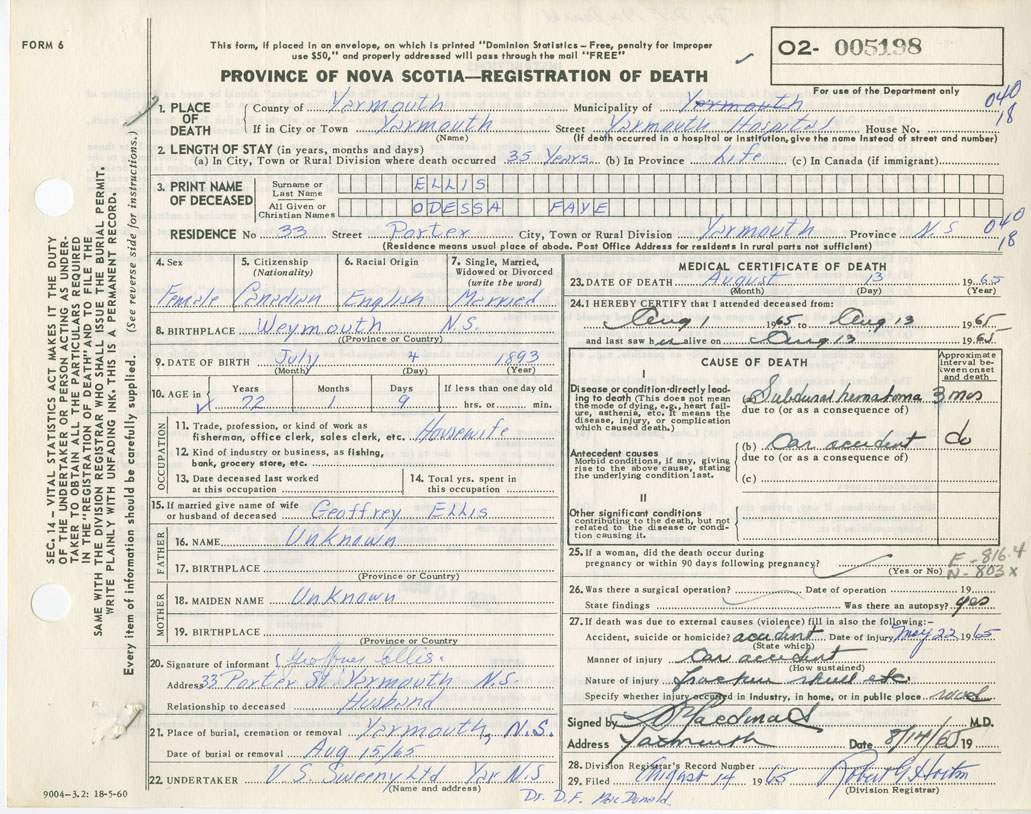 FORM 6
This form, if placed in an envelope, on which is printed "Dominion Statistics – Free, penalty for improper
use $50," and properly addressed will pass through the mail "FREE"
PROVINCE OF NOVA SCOTIA—REGISTRATION OF DEATH
02- 005198
For use of the Department only
040
18
1. PLACE OF DEATH
County of Yarmouth Municipality of Yarmouth
If in City or Town Yarmouth Street Yarmouth Hospital House No.
(Name) (If death occurred in a hospital or institution, give the name instead of street and number)
2. LENGTH OF STAY (in years, months and days)
(a) In City, Town or Rural Division where death occurred 35 Years (b) In Province Life (c) In Canada (if immigrant)
3. PRINT NAME OF DECEASED
Surname or Last Name ELLIS
All Given or Christian Names ODESSA FAYE
RESIDENCE No 33 Street Porter City, Town or Rural Division Yarmouth Province N.S
(Residence means usual place of abode. Post Office Address for residents in rural parts not sufficient)
040
18
4. Sex
Female
5. Citizenship (Nationality)
Canadian
6. Racial Origin
English
7. Single, Married, Widowed or Divorced (write the word)
Married
8. BIRTHPLACE Weymouth N.S.
(Province or Country)
9. DATE OF BIRTH July 4 1893
(Month) (Day) (Year)
10. AGE in
Years Months Days If less than one day old
72 1 9 hrs. or min.
OCCUPATION
11. Trade, profession, or kind of work as
fisherman, office clerk, sales clerk, etc. Housewife
12. Kind of industry or business, as fishing,
bank, grocery store, etc.
13. Date deceased last worked
at this occupation
14. Total yrs. spent in
this occupation
15. If married give name of wife
or husband of deceased Geoffrey ELLIS
FATHER
16. NAME Unknown
17. BIRTHPLACE
(Province or Country)
MOTHER
18. MAIDEN NAME Unknown
19. BIRTHPLACE
(Province or Country)
20. Signature of informant Geoffrey Ellis.
Address 33 Porter St Yarmouth N.S.
Relationship to deceased Husband
21. Place of burial, cremation or removal Yarmouth, N.S.
Date of burial or removal Aug 15/65
22. UNDERTAKER V. S. Sweeny Ltd Yar N.S
(Name and address)
MEDICAL CERTIFICATE OF DEATH
23. DATE OF DEATH August 13 1965
(Month) (Day) (Year)
24. I HEREBY CERTIFY that I attended deceased from:
Aug 1 1965 to Aug 13 1965
and last saw her alive on Aug 13 1965
CAUSE OF DEATH
Approximate interval between onset and death
I
Disease or condition directly leading to death (This does not mean
the mode of dying, e.g., heart failure, asthenia, etc. It means the
disease, injury, or complication which caused death.)
(a) Subdural hematoma 3 mos
due to (or as a consequence of)
Antecedent causes
Morbid conditions, if any, giving
rise to the above cause, stating
the underlying condition last.
(b) Car accident do
due to (or as a consequence of)
(c)
II
Other significant conditions
contributing to the death, but not
related to the disease or condition causing it.
25. If a woman, did the death occur during
pregnancy or within 90 days following pregnancy?
(Yes or No)
E-816.4
N-803 x
26. Was there a surgical operation? Date of operation 19
State findings Was there an autopsy? yes
27. If death was due to external causes (violence) fill in also the following:–
Accident, suicide or homicide? accident Date of injury May 22 1965
(State which)
Manner of injury Car accident
(How sustained)
Nature of injury fracture skull etc
Specify whether injury occurred in industry, in home, or in public place road
Signed by D F Macdonald M.D.
Address Yarmouth Date 8/14/65 19
28. Division Registrar's Record Number
29. Filed August 14 1965 Robert G Horton
(Division Registrar)
Dr. D.F. MacDonald.
9004-3.2: 18-5-60
SEC. 14 – VITAL STATISTICS ACT MAKES IT THE DUTY
OF THE UNDERTAKER OR PERSON ACTING AS UNDER-
TAKER TO OBTAIN ALL THE PARTICULARS REQUIRED
IN THE "REGISTRATION OF DEATH" AND TO FILE THE
SAME WITH THE DIVISION REGISTRAR WHO SHALL ISSUE THE BURIAL PERMIT.
WRITE PLAINLY WITH UNFADING INK. THIS IS A PERMANENT RECORD.
Every item of information should be carefully supplied. (See reverse side for instructions.)